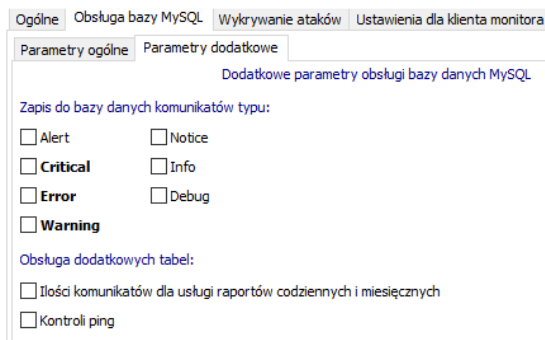 Ogólne Obsługa bazy MySQL Wykrywanie ataków Ustawienia dla klienta monitora
Parametry ogólne Parametry dodatkowe
Dodatkowe parametry obsługi bazy danych MySQL
Zapis do bazy danych komunikatów typu:
Alert Notice
Critical Info
Error Debug
Warning
Obsługa dodatkowych tabel:
Ilości komunikatów dla usługi raportów codziennych i miesięcznych
Kontroli ping